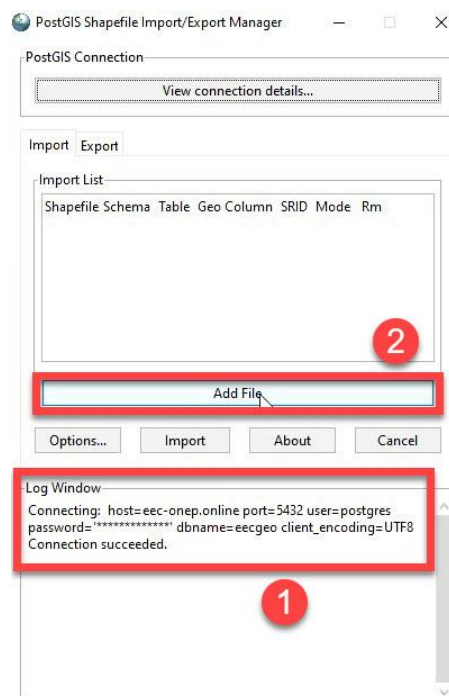 PostGIS Shapefile Import/Export Manager
PostGIS Connection
View connection details...
Import Export
Import List
Shapefile Schema Table Geo Column SRID Mode Rm
2
Add File
Options... Import About Cancel
Log Window
Connecting: host=eec-onep.online port=5432 user=postgres
password='*************' dbname=eecgeo client_encoding=UTF8
Connection succeeded.
1